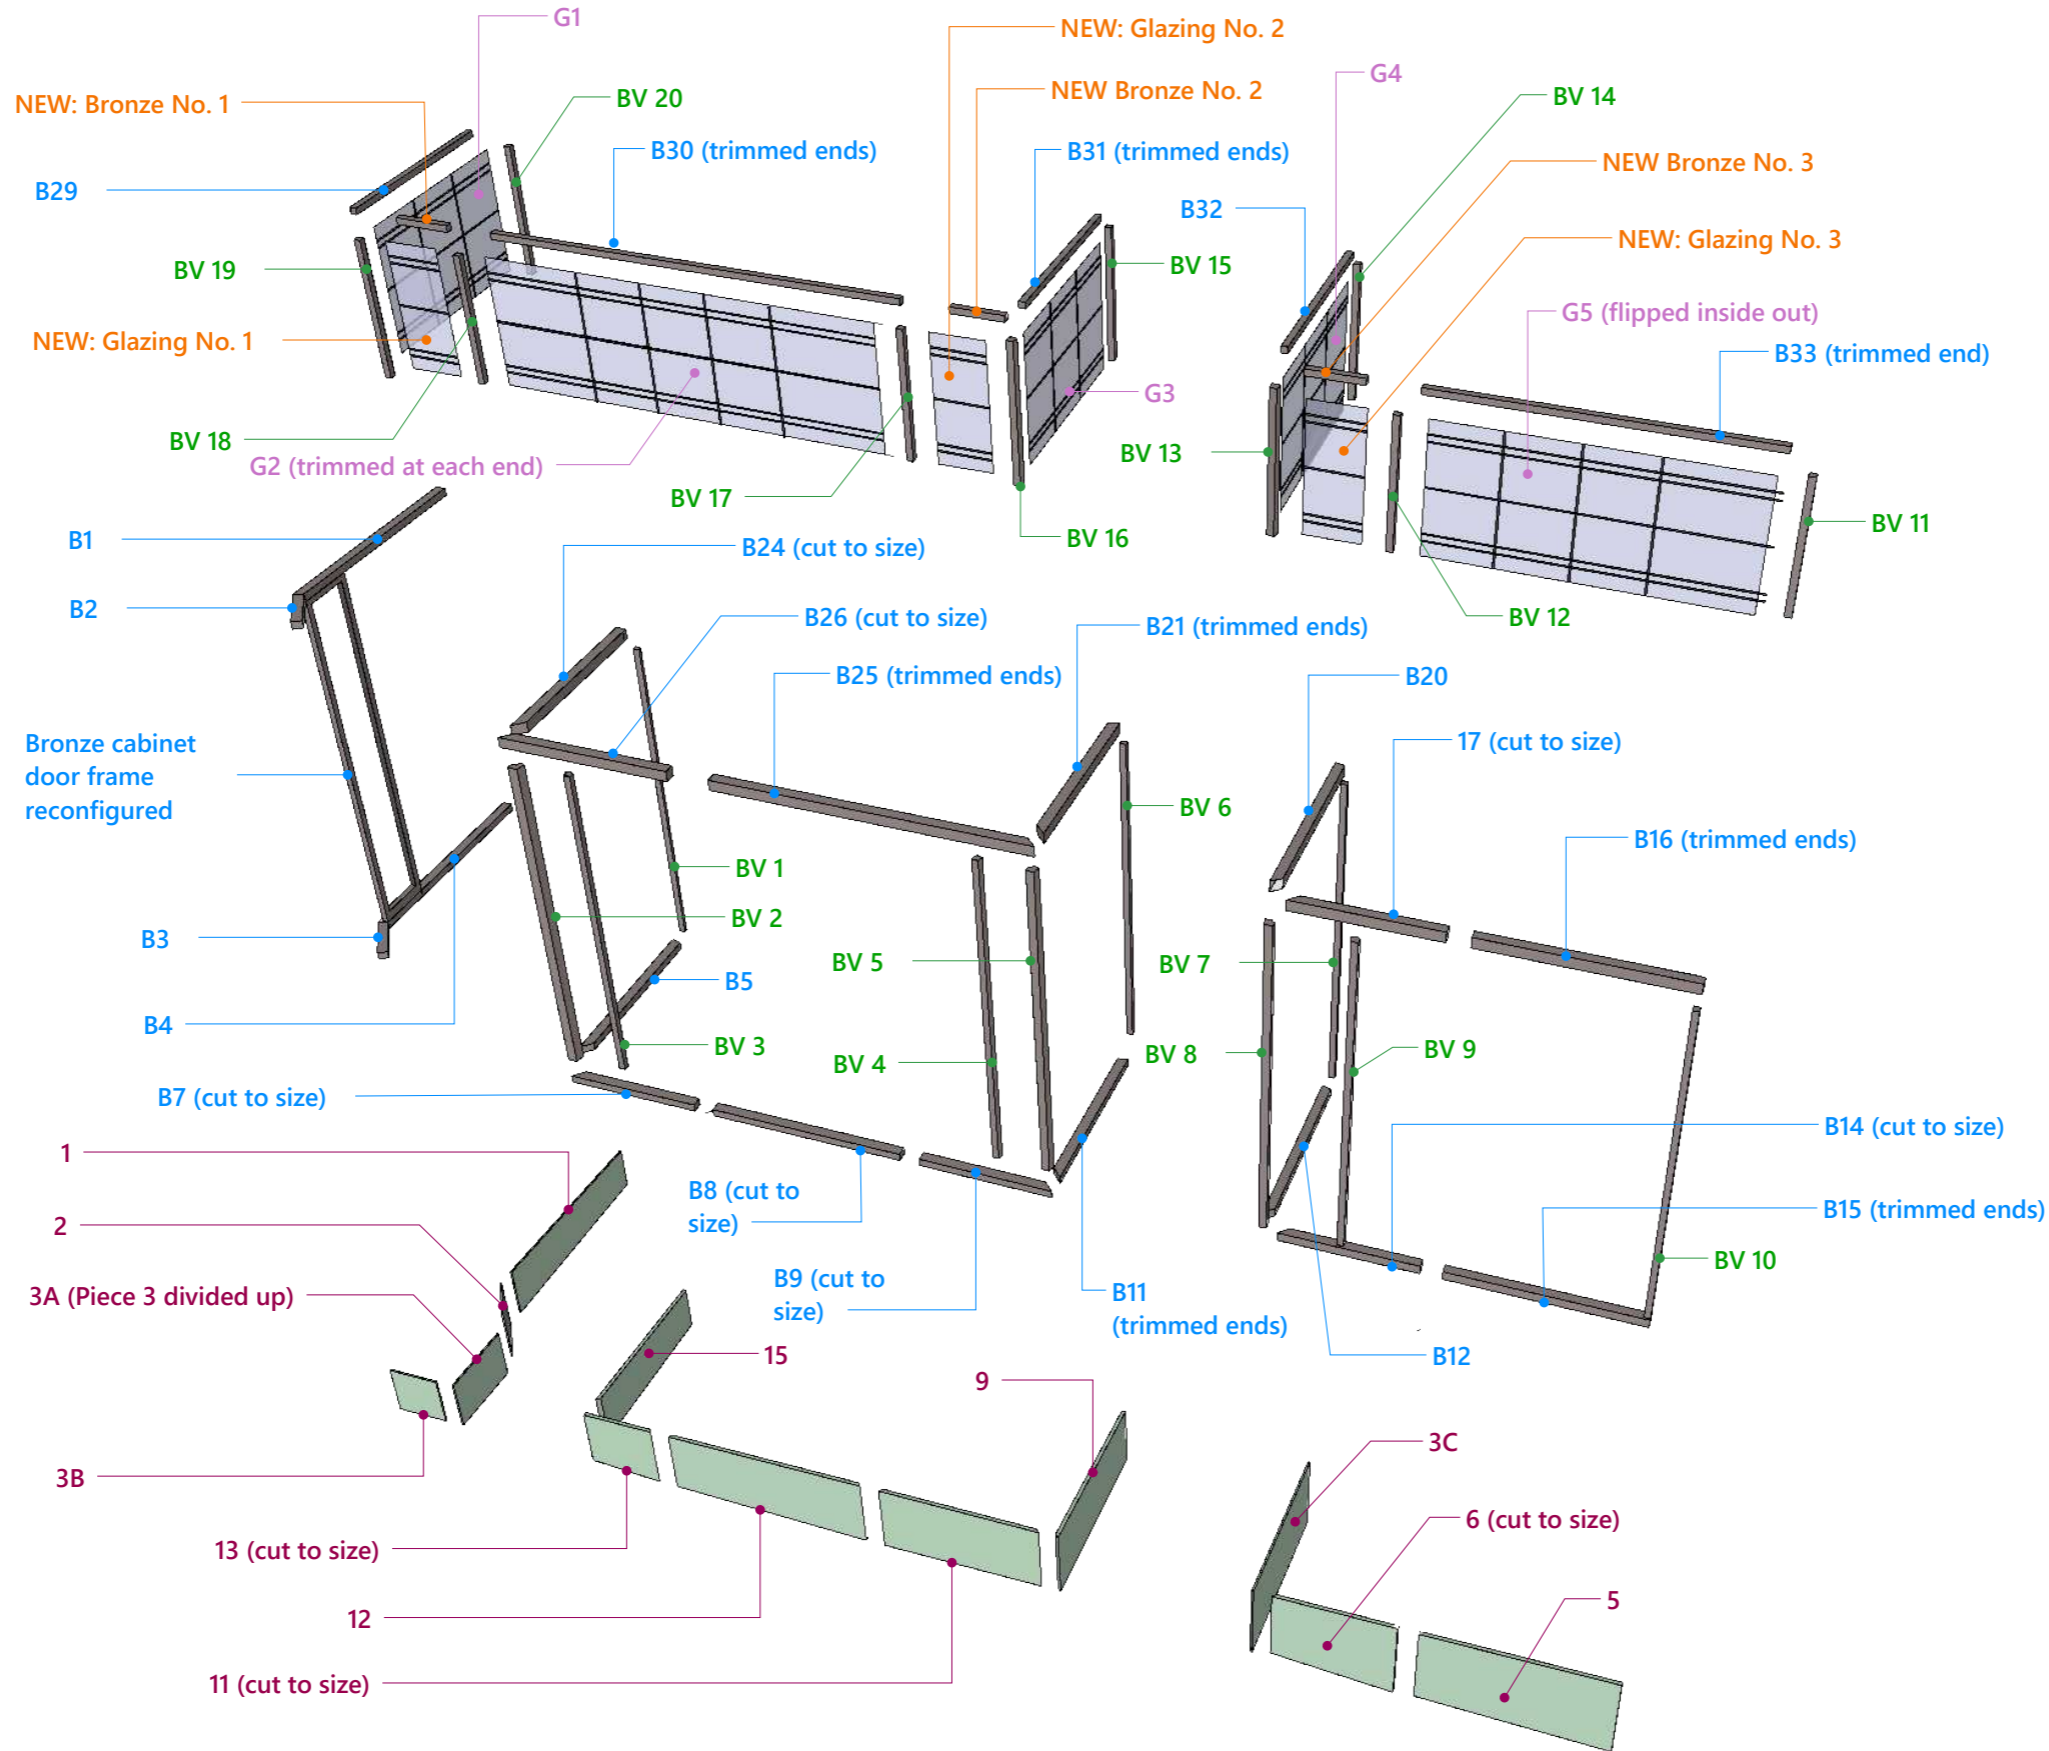 G1
NEW: Glazing No. 2
G4
NEW: Bronze No. 1
BV 20
NEW Bronze No. 2
BV 14
B30 (trimmed ends)
B31 (trimmed ends)
NEW Bronze No. 3
B29
B32
NEW: Glazing No. 3
BV 19
BV 15
G5 (flipped inside out)
NEW: Glazing No. 1
B33 (trimmed end)
G3
BV 18
BV 13
G2 (trimmed at each end)
BV 17
BV 11
B1
BV 16
B24 (cut to size)
B2
B26 (cut to size)
BV 12
B21 (trimmed ends)
B25 (trimmed ends)
B20
Bronze cabinet
door frame
reconfigured
17 (cut to size)
BV 6
B16 (trimmed ends)
BV 1
BV 2
B3
BV 5
BV 7
B5
B4
BV 3
BV 4
BV 8
BV 9
B7 (cut to size)
B14 (cut to size)
1
B8 (cut to
size)
B15 (trimmed ends)
2
BV 10
B9 (cut to
size)
B11
(trimmed ends)
3A (Piece 3 divided up)
15
B12
9
3C
3B
6 (cut to size)
13 (cut to size)
5
12
11 (cut to size)